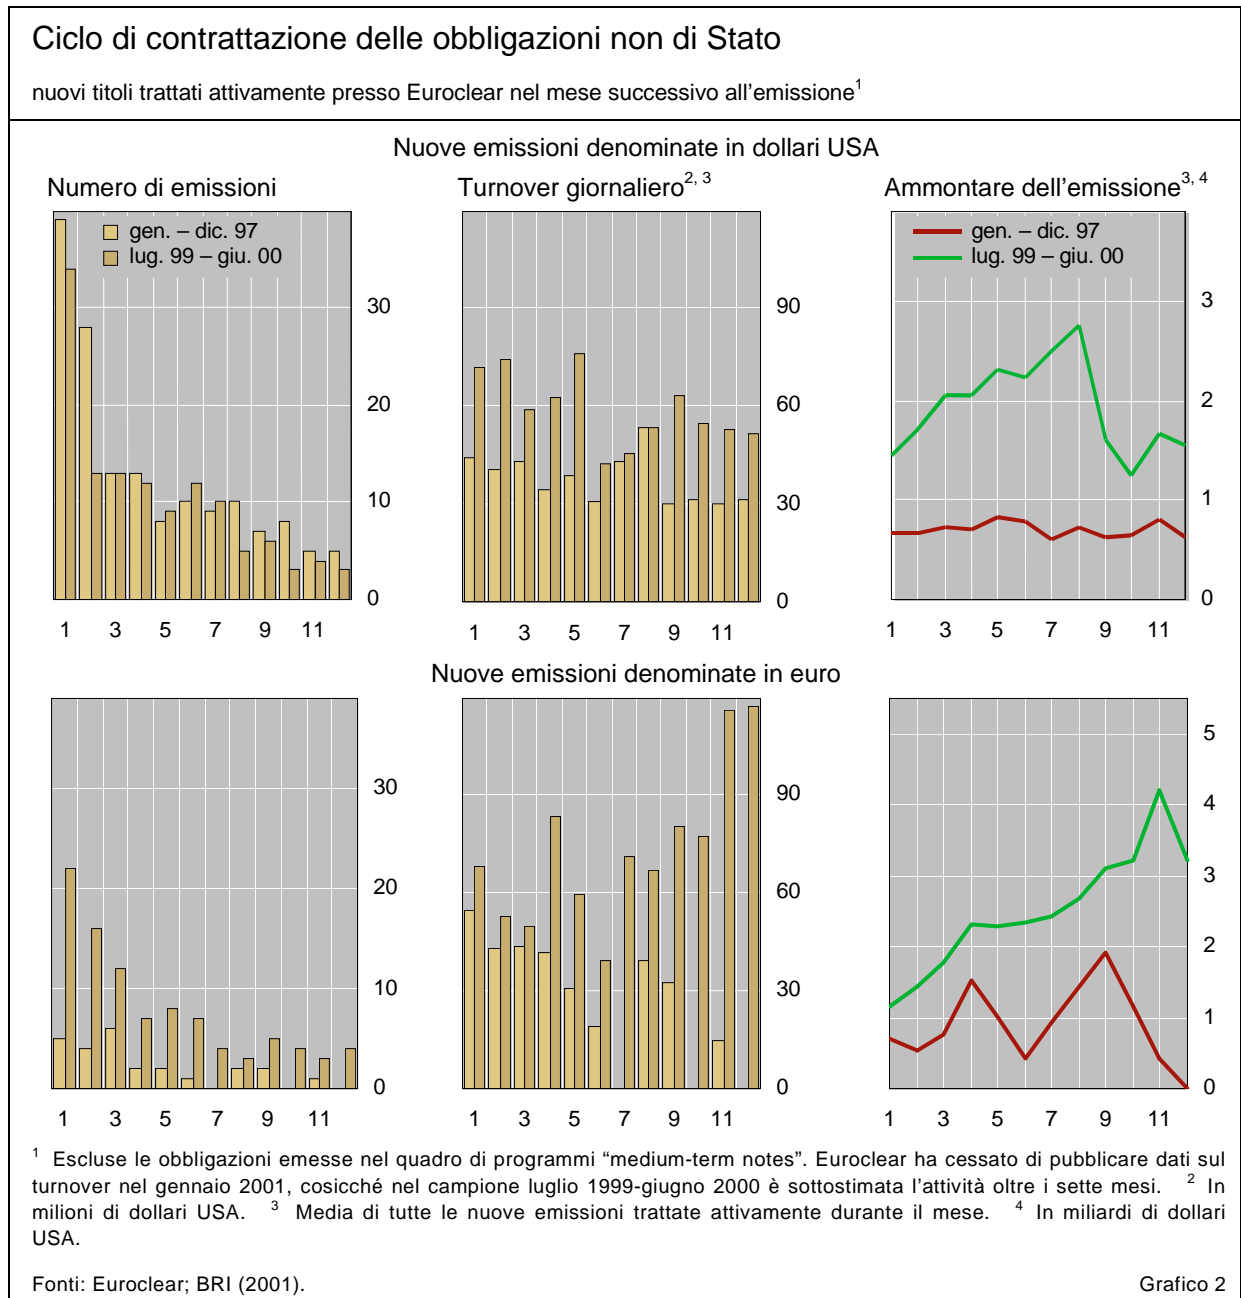 Ciclo di contrattazione delle obbligazioni non di Stato
nuovi titoli trattati attivamente presso Euroclear nel mese successivo all’emissione1
Nuove emissioni denominate in dollari USA
Numero di emissioni
gen. – dic. 97
lug. 99 – giu. 00
30
20
10
0
1 3 5 7 9 11
Turnover giornaliero2, 3
90
60
30
0
1 3 5 7 9 11
Ammontare dell’emissione3, 4
gen. – dic. 97
lug. 99 – giu. 00
3
2
1
0
1 3 5 7 9 11
Nuove emissioni denominate in euro
30
20
10
0
1 3 5 7 9 11
90
60
30
0
1 3 5 7 9 11
5
4
3
2
1
0
1 3 5 7 9 11
1 Escluse le obbligazioni emesse nel quadro di programmi “medium-term notes”. Euroclear ha cessato di pubblicare dati sul
turnover nel gennaio 2001, cosicché nel campione luglio 1999-giugno 2000 è sottostimata l’attività oltre i sette mesi. 2 In
milioni di dollari USA. 3 Media di tutte le nuove emissioni trattate attivamente durante il mese. 4 In miliardi di dollari
USA.
Fonti: Euroclear; BRI (2001).
Grafico 2